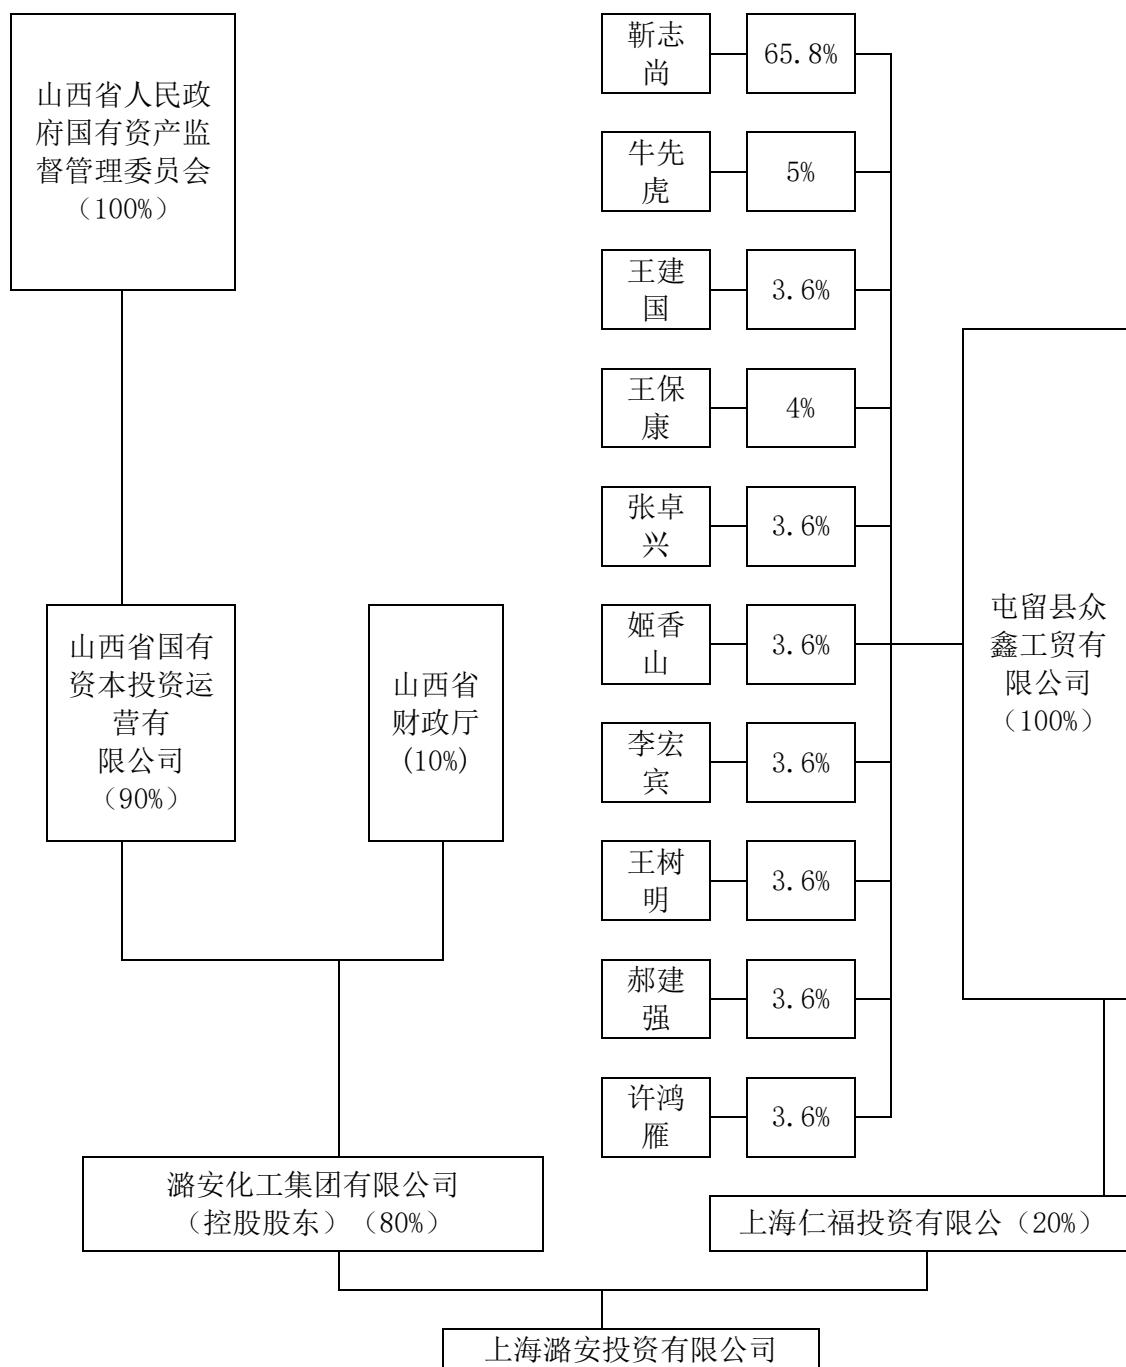 山西省人民政
府国有资产监
督管理委员会
（100%）
靳志
尚
65.8%
牛先
虎
5%
王建
国
3.6%
王保
康
4%
张卓
兴
3.6%
姬香
山
3.6%
李宏
宾
3.6%
王树
明
3.6%
郝建
强
3.6%
许鸿
雁
3.6%
屯留县众
鑫工贸有
限公司
（100%）
山西省国有
资本投资运
营有
限公司
（90%）
山西省
财政厅
(10%)
潞安化工集团有限公司
（控股股东）（80%）
上海仁福投资有限公（20%）
上海潞安投资有限公司